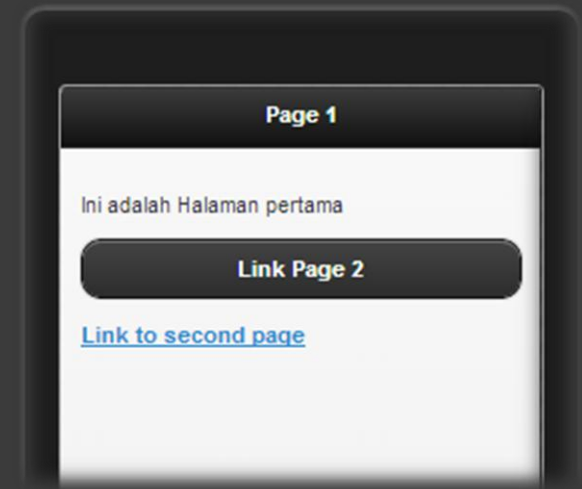 Page 1
Ini adalah Halaman pertama
Link Page 2
Link to second page